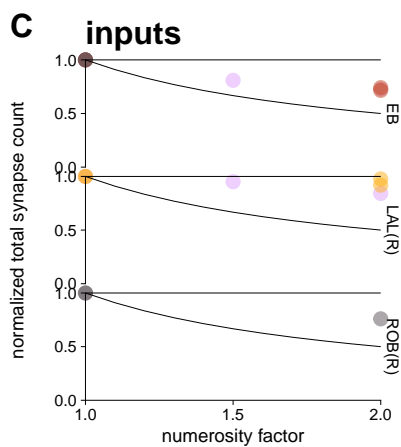 C
inputs
normalized total synapse count
1.0
0.5
0.0
EB
1.0
0.5
0.0
LAL(R)
1.0
0.5
0.0
ROB(R)
1.0 1.5 2.0
numerosity factor